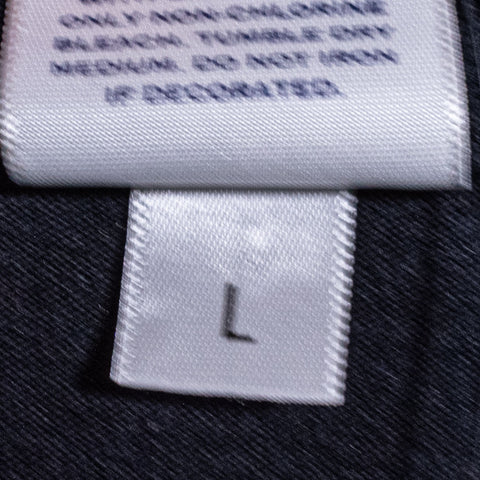 ONLY NON-CHLORINE
BLEACH. TUMBLE DRY
MEDIUM. DO NOT IRON
IF DECORATED.
L